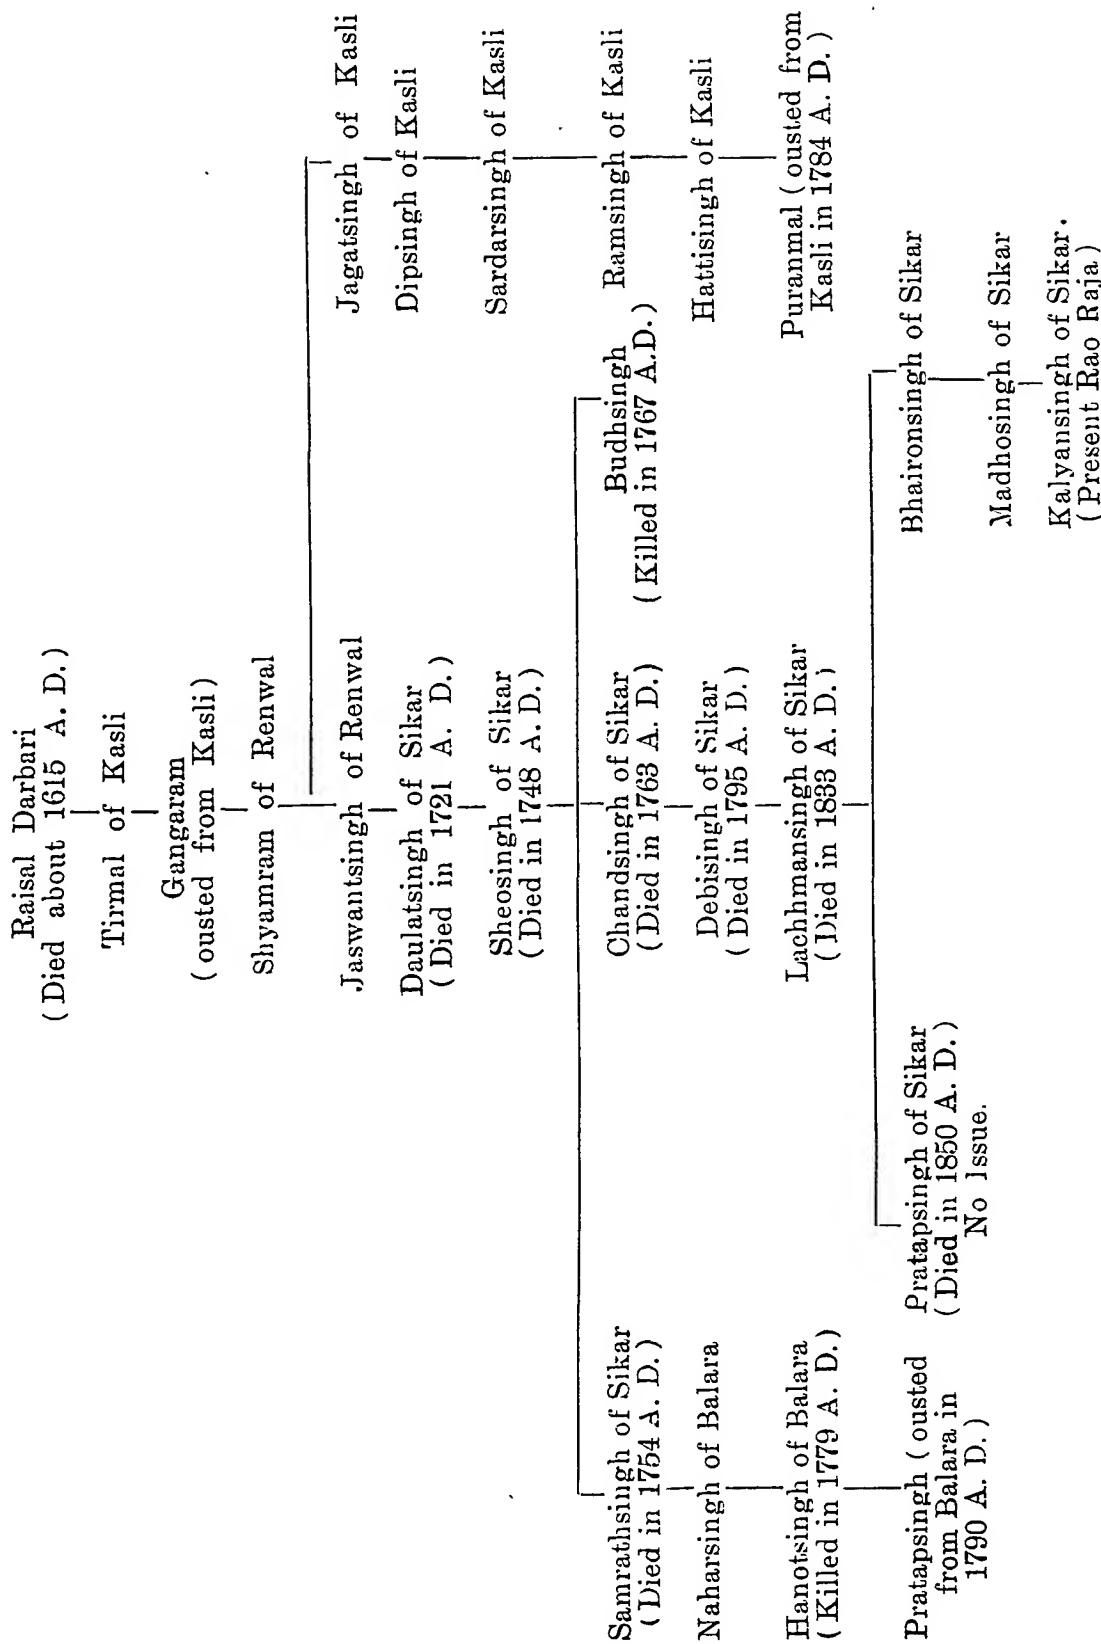 Raisal Darbari
(Died about 1615 A. D.)
Tirmal of Kasli
Gangaram
(ousted from Kasli)
Shyamram of Renwal
Jaswantsingh of Renwal
Jagatsingh of Kasli
Daulatsingh of Sikar
(Died in 1721 A. D.)
Dipsingh of Kasli
Sheosingh of Sikar
(Died in 1748 A. D.)
Sardarsingh of Kasli
Samrathsingh of Sikar
(Died in 1754 A. D.)
Chandsingh of Sikar
(Died in 1763 A. D.)
Budhsingh
(Killed in 1767 A.D.)
Ramsingh of Kasli
Naharsingh of Balara
Debisingh of Sikar
(Died in 1795 A. D.)
Hattisingh of Kasli
Hanotsingh of Balara
(Killed in 1779 A. D.)
Lachhmansingh of Sikar
(Died in 1833 A. D.)
Puranmal (ousted from
Kasli in 1784 A. D.)
Pratapsingh (ousted
from Balara in
1790 A. D.)
Pratapsingh of Sikar
(Died in 1850 A. D.)
No Issue.
Bhaironsingh of Sikar
Madhosingh of Sikar
Kalyansingh of Sikar.
(Present Rao Raja)